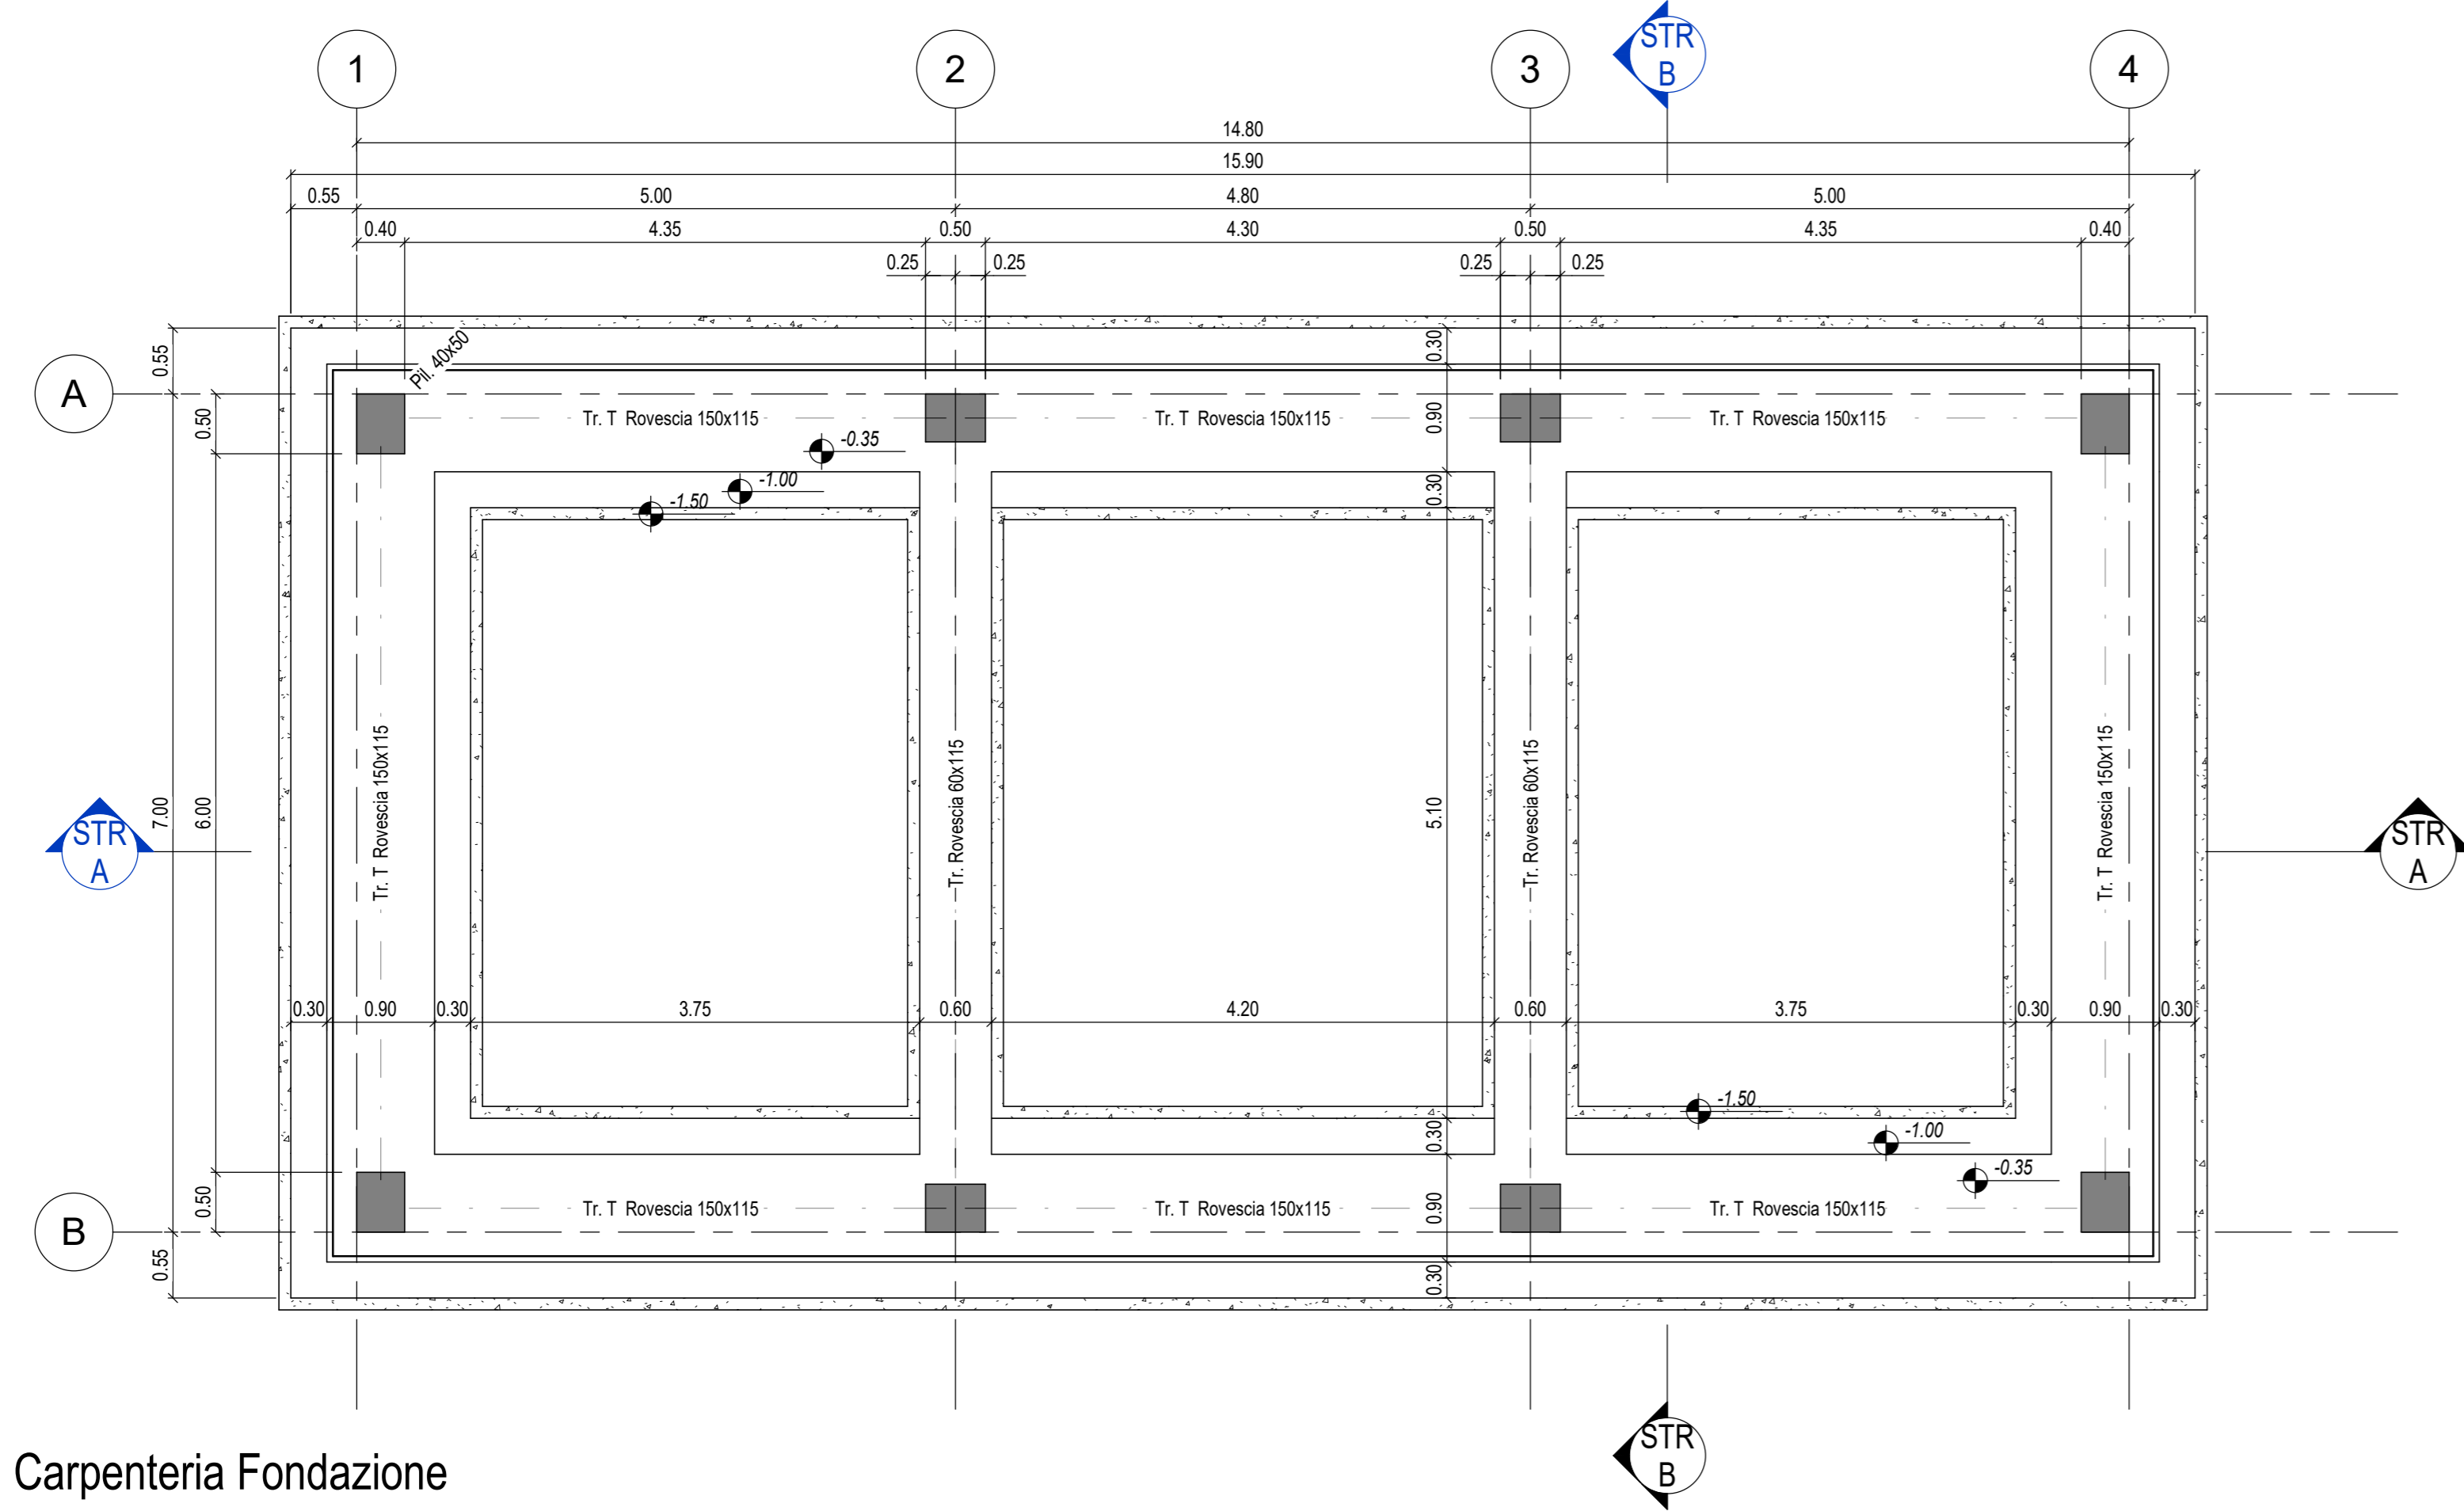 1
2
3
STR
B
4
14.80
15.90
0.55
5.00
4.80
5.00
0.40
4.35
0.50
4.30
0.50
4.35
0.40
0.25
0.25
0.25
0.25
0.55
Pil. 40x50
0.30
A
0.50
Tr. T Rovescia 150x115
Tr. T Rovescia 150x115
Tr. T Rovescia 150x115
0.90
-0.35
-1.00
-1.50
0.30
7.00
6.00
Tr. T Rovescia 150x115
Tr. Rovescia 60x115
5.10
Tr. Rovescia 60x115
Tr. T Rovescia 150x115
STR
A
STR
A
0.30
0.90
0.30
3.75
0.60
4.20
0.60
3.75
0.30
0.90
0.30
-1.50
-1.00
-0.35
0.30
0.50
B
Tr. T Rovescia 150x115
Tr. T Rovescia 150x115
Tr. T Rovescia 150x115
0.90
0.55
0.30
STR
B
Carpenteria Fondazione